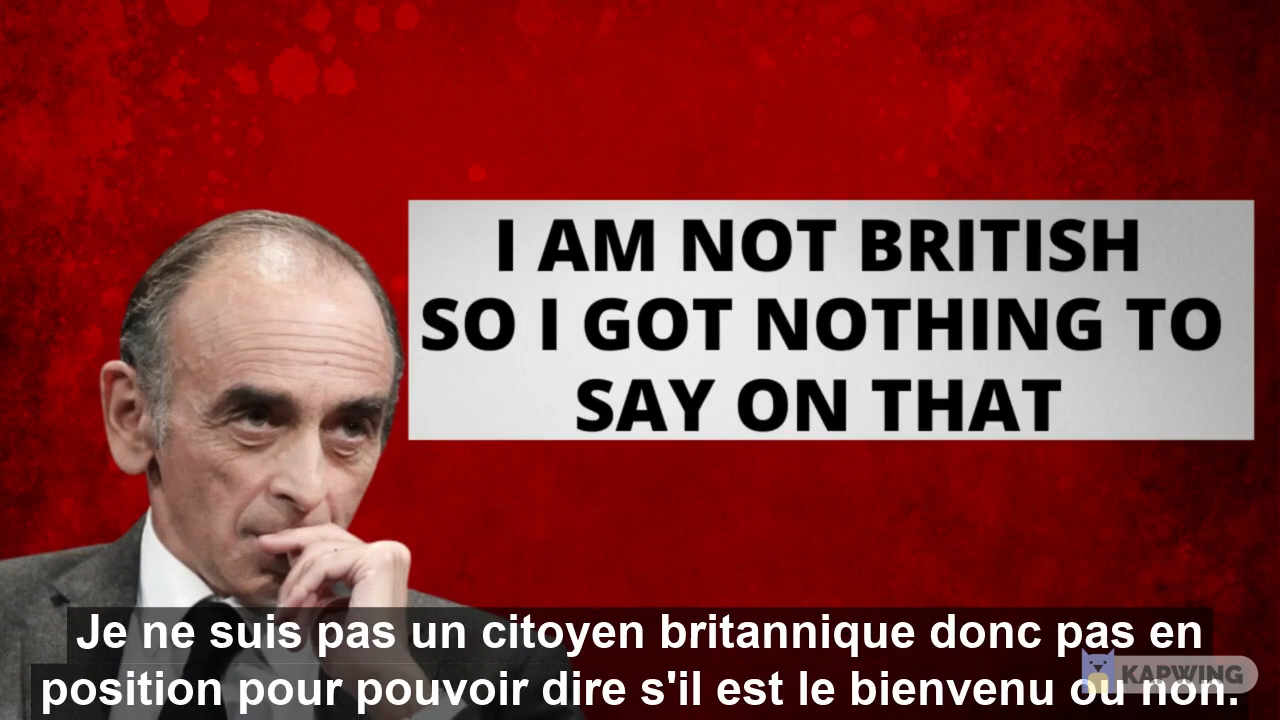 I AM NOT BRITISH
SO I GOT NOTHING TO
SAY ON THAT
Je ne suis pas un citoyen britannique donc pas en
position pour pouvoir dire s'il est le bienvenu ou non.
KAPWING